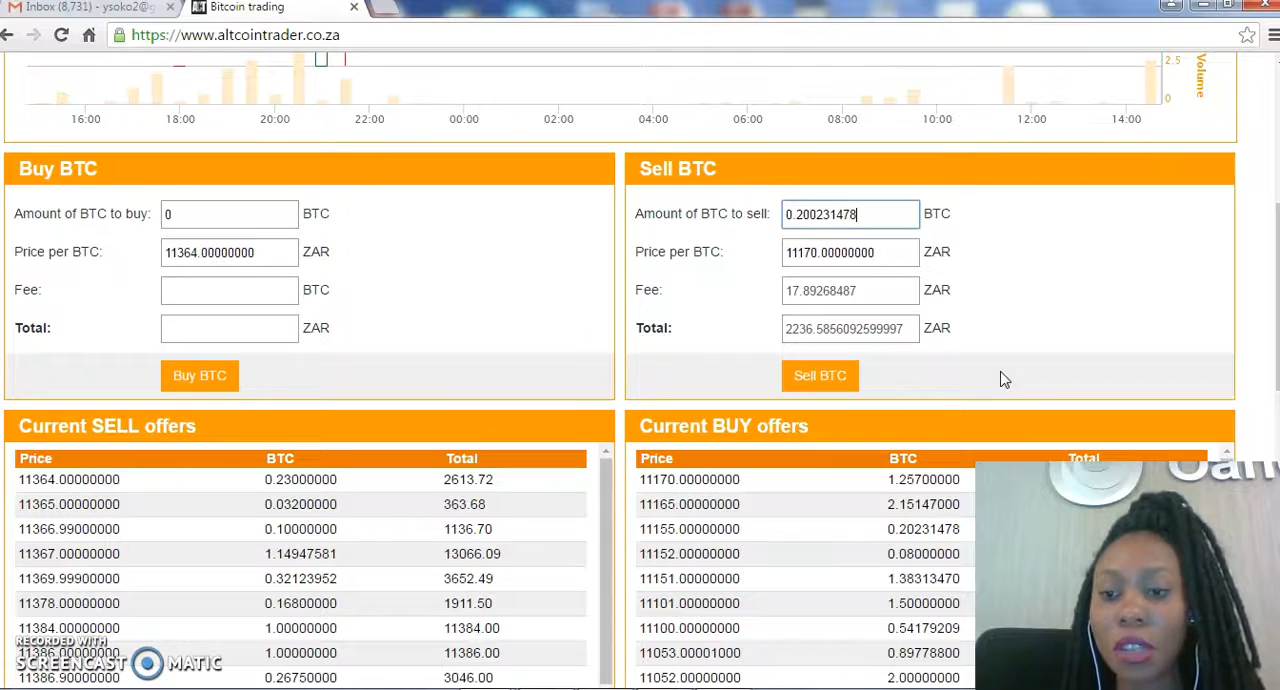 Inbox (8,731) - ysoko2@g
Bitcoin trading
https://www.altcointrader.co.za
2.5
0
Volume
16:00 18:00 20:00 22:00 00:00 02:00 04:00 06:00 08:00 10:00 12:00 14:00
Buy BTC
Amount of BTC to buy: 0 BTC
Price per BTC: 11364.00000000 ZAR
Fee: BTC
Total: ZAR
Buy BTC
Sell BTC
Amount of BTC to sell: 0.200231478 BTC
Price per BTC: 11170.00000000 ZAR
Fee: 17.89268487 ZAR
Total: 2236.5856092599997 ZAR
Sell BTC
Current SELL offers
Price BTC Total
11364.00000000 0.23000000 2613.72
11365.00000000 0.03200000 363.68
11366.99000000 0.10000000 1136.70
11367.00000000 1.14947581 13066.09
11369.99900000 0.32123952 3652.49
11378.00000000 0.16800000 1911.50
11384.00000000 1.00000000 11384.00
11386.00000000 1.00000000 11386.00
11386.90000000 0.26750000 3046.00
Current BUY offers
Price BTC Total
11170.00000000 1.25700000
11165.00000000 2.15147000
11155.00000000 0.20231478
11152.00000000 0.08000000
11151.00000000 1.38313470
11101.00000000 1.50000000
11100.00000000 0.54179209
11053.00001000 0.89778800
11052.00000000 2.00000000
RECORDED WITH
SCREENCAST MATIC